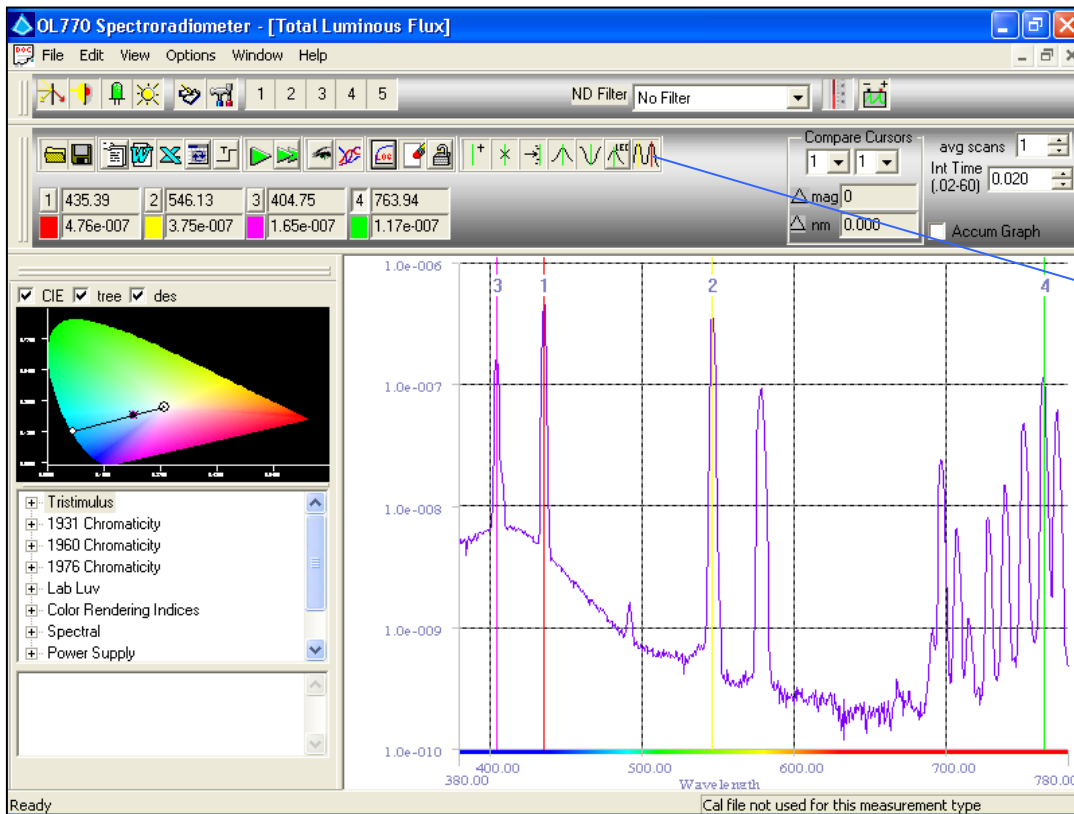 OL770 Spectroradiometer - [Total Luminous Flux]
File Edit View Options Window Help
1 2 3 4 5 ND Filter No Filter
Compare Cursors
1 1
avg scans 1
Int Time
(.02-60) 0.020
mag 0
nm 0.000
Accum Graph
1 435.39 2 546.13 3 404.75 4 763.94
4.76e-007 3.75e-007 1.65e-007 1.17e-007
CIE tree des
Tristimulus
1931 Chromaticity
1960 Chromaticity
1976 Chromaticity
Lab Luv
Color Rendering Indices
Spectral
Power Supply
1.0e-006
3 1 2 4
1.0e-007
1.0e-008
1.0e-009
1.0e-010
400.00 500.00 600.00 700.00
380.00 Wavelength 780.00
Ready Cal file not used for this measurement type